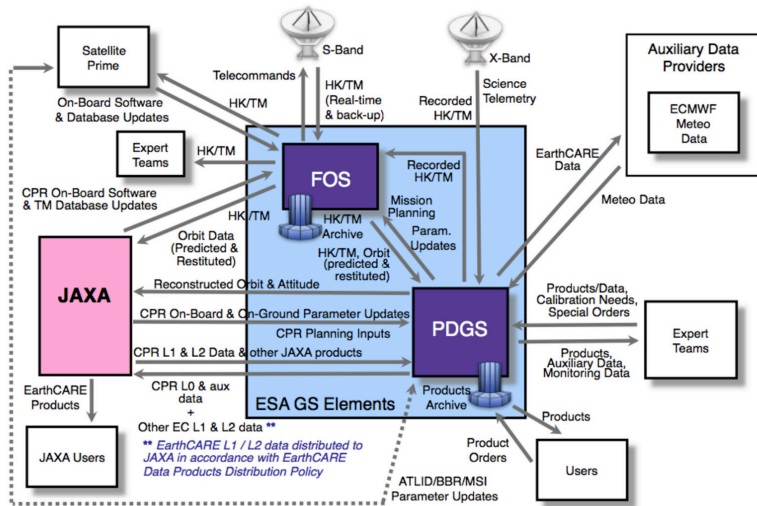 S-Band
X-Band
Satellite
Prime
Telecommands
HK/TM
HK/TM
(Real-time
& back-up)
Recorded
HK/TM
Science
Telemetry
Auxiliary Data
Providers
ECMWF
Meteo
Data
On-Board Software
& Database Updates
Expert
Teams
HK/TM
FOS
Recorded
HK/TM
EarthCARE
Data
Meteo Data
CPR On-Board Software
& TM Database Updates
HK/TM
HK/TM
Archive
Mission
Planning
Param.
Updates
Orbit Data
(Predicted &
Restituted)
HK/TM, Orbit
(predicted &
restituted)
JAXA
Reconstructed Orbit & Attitude
CPR On-Board & On-Ground Parameter Updates
CPR Planning Inputs
CPR L1 & L2 Data & other JAXA products
PDGS
Products/Data,
Calibration Needs,
Special Orders
Expert
Teams
Products,
Auxiliary Data,
Monitoring Data
EarthCARE
Products
CPR L0 & aux
data
+
Other EC L1 & L2 data **
ESA GS Elements
Products
Archive
Products
JAXA Users
** EarthCARE L1 / L2 data distributed to
JAXA in accordance with EarthCARE
Data Products Distribution Policy
Product
Orders
Users
ATLID/BBR/MSI
Parameter Updates